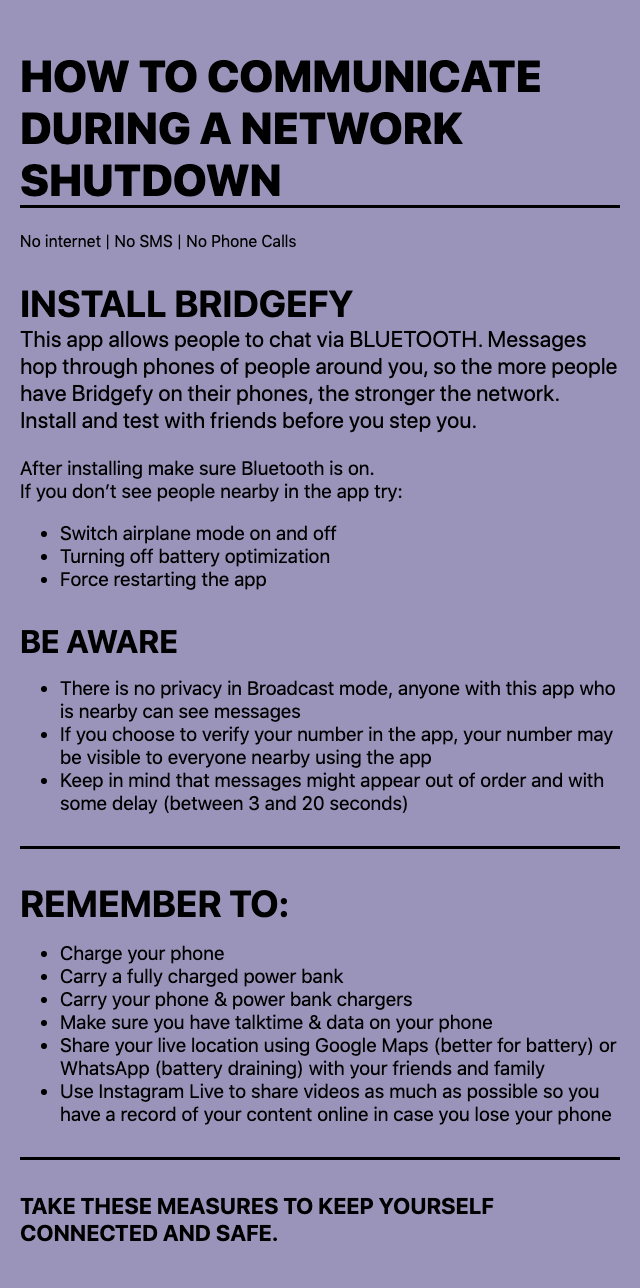 HOW TO COMMUNICATE
DURING A NETWORK
SHUTDOWN
No internet | No SMS | No Phone Calls
INSTALL BRIDGEFY
This app allows people to chat via BLUETOOTH. Messages
hop through phones of people around you, so the more people
have Bridgefy on their phones, the stronger the network.
Install and test with friends before you step you.
After installing make sure Bluetooth is on.
If you don’t see people nearby in the app try:
• Switch airplane mode on and off
• Turning off battery optimization
• Force restarting the app
BE AWARE
• There is no privacy in Broadcast mode, anyone with this app who
is nearby can see messages
• If you choose to verify your number in the app, your number may
be visible to everyone nearby using the app
• Keep in mind that messages might appear out of order and with
some delay (between 3 and 20 seconds)
REMEMBER TO:
• Charge your phone
• Carry a fully charged power bank
• Carry your phone & power bank chargers
• Make sure you have talktime & data on your phone
• Share your live location using Google Maps (better for battery) or
WhatsApp (battery draining) with your friends and family
• Use Instagram Live to share videos as much as possible so you
have a record of your content online in case you lose your phone
TAKE THESE MEASURES TO KEEP YOURSELF
CONNECTED AND SAFE.